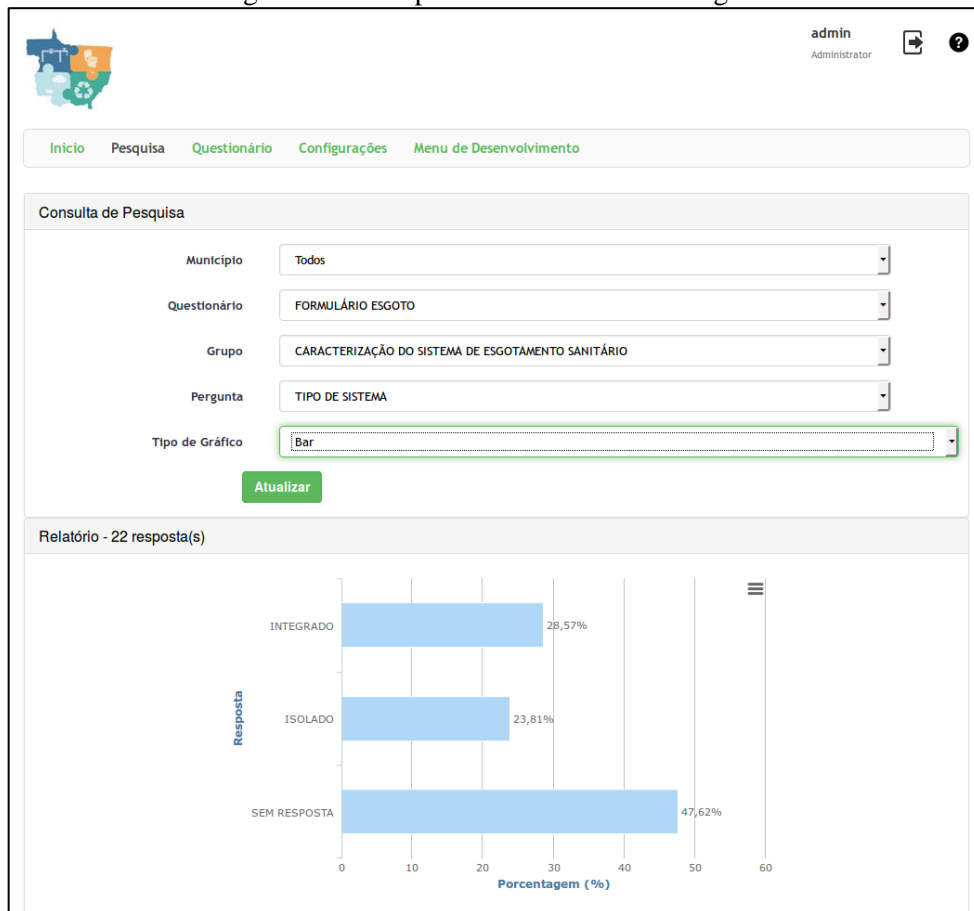 admin
Administrator
Inicio Pesquisa Questionário Configurações Menu de Desenvolvimento
Consulta de Pesquisa
Município Todos
Questionário FORMULÁRIO ESGOTO
Grupo CARACTERIZAÇÃO DO SISTEMA DE ESGOTAMENTO SANITÁRIO
Pergunta TIPO DE SISTEMA
Tipo de Gráfico Bar
Atualizar
Relatório - 22 resposta(s)
INTEGRADO 28,57%
Resposta
ISOLADO 23,81%
SEM RESPOSTA 47,62%
0 10 20 30 40 50 60
Porcentagem (%)